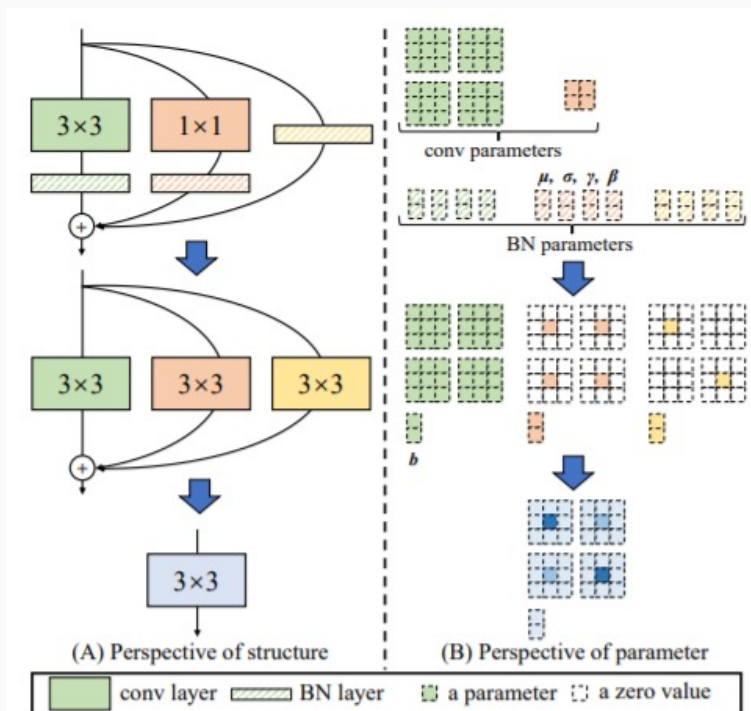 3×3
1×1
conv parameters
μ, σ, γ, β
BN parameters
+
3×3
3×3
3×3
b
+
3×3
(A) Perspective of structure
(B) Perspective of parameter
conv layer
BN layer
a parameter
a zero value